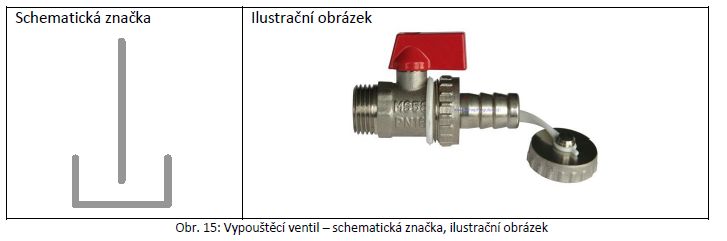 Schematická značka
Ilustrační obrázek
Obr. 15: Vypouštěcí ventil – schematická značka, ilustrační obrázek